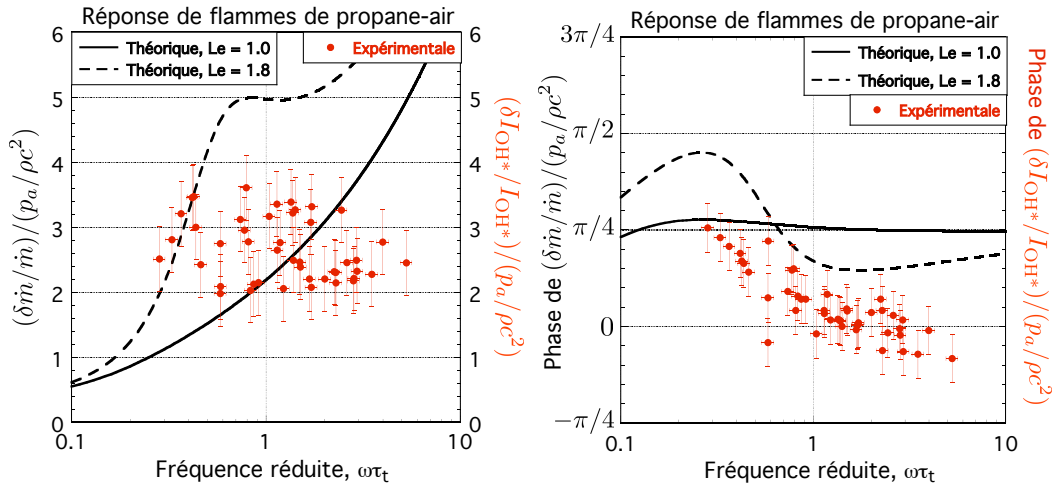 Réponse de flammes de propane-air
Théorique, Le = 1.0
Théorique, Le = 1.8
Expérimentale
6
5
4
3
2
1
0
6
5
4
3
2
1
0
0.1
1
10
(δṁ/ṁ)/(p_a/ρc²)
(δI_OH*/I_OH*)/(p_a/ρc²)
Fréquence réduite, ωτ_t
Réponse de flammes de propane-air
Théorique, Le = 1.0
Théorique, Le = 1.8
Expérimentale
3π/4
π/2
π/4
0
−π/4
0.1
1
10
Phase de (δṁ/ṁ)/(p_a/ρc²)
Phase de (δI_OH*/I_OH*)/(p_a/ρc²)
Fréquence réduite, ωτ_t